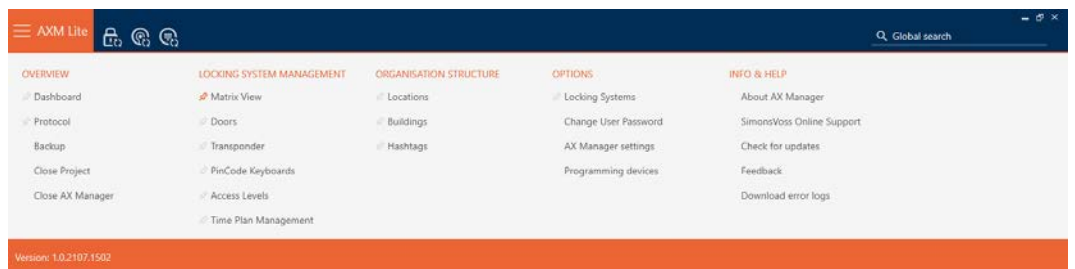 AXM Lite
Global search
OVERVIEW
Dashboard
Protocol
Backup
Close Project
Close AX Manager
LOCKING SYSTEM MANAGEMENT
Matrix View
Doors
Transponder
PinCode Keyboards
Access Levels
Time Plan Management
ORGANISATION STRUCTURE
Locations
Buildings
Hashtags
OPTIONS
Locking Systems
Change User Password
AX Manager settings
Programming devices
INFO & HELP
About AX Manager
SimonsVoss Online Support
Check for updates
Feedback
Download error logs
Version: 1.0.2107.1502